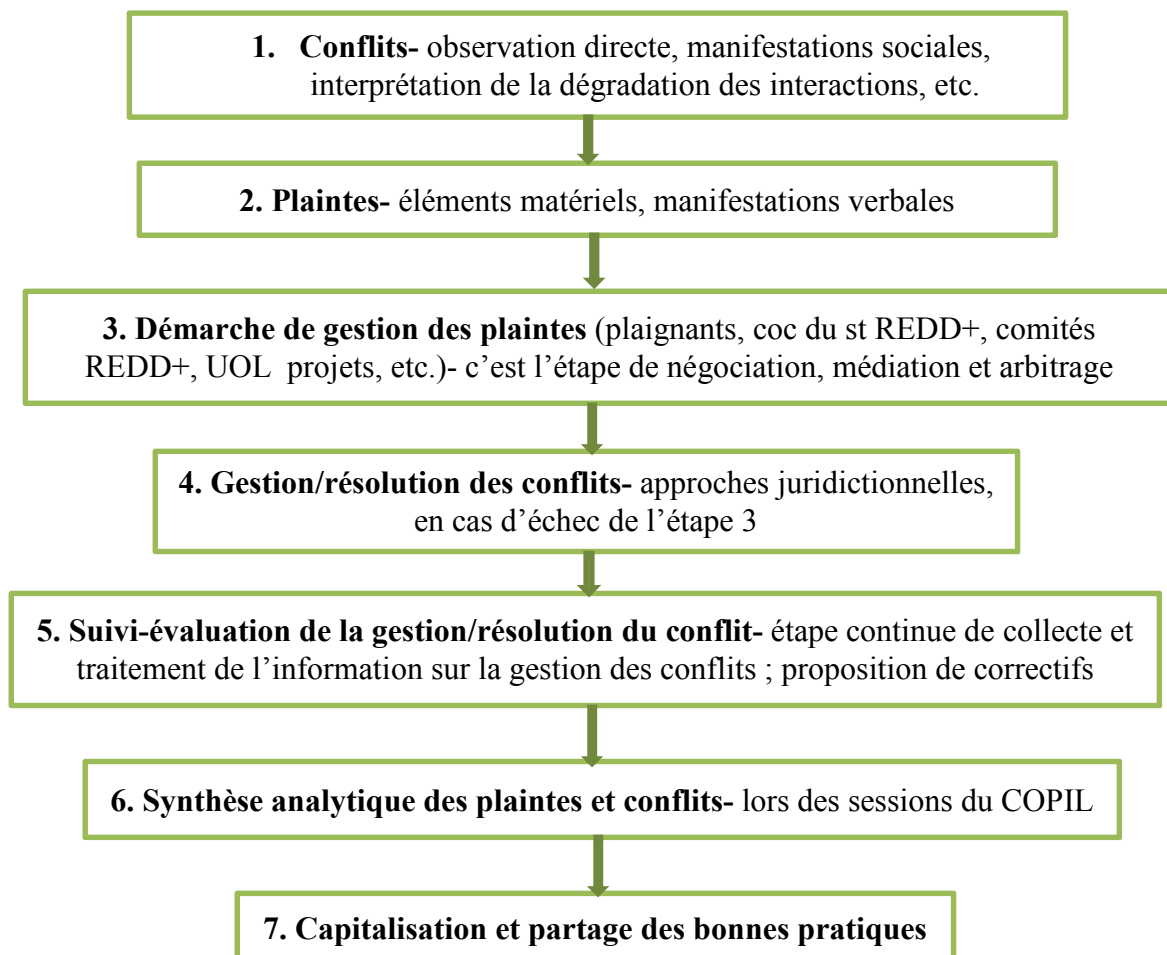 1. Conflits- observation directe, manifestations sociales,
interprétation de la dégradation des interactions, etc.
2. Plaintes- éléments matériels, manifestations verbales
3. Démarche de gestion des plaintes (plaignants, coc du st REDD+, comités
REDD+, UOL projets, etc.)- c’est l’étape de négociation, médiation et arbitrage
4. Gestion/résolution des conflits- approches juridictionnelles,
en cas d’échec de l’étape 3
5. Suivi-évaluation de la gestion/résolution du conflit- étape continue de collecte et
traitement de l’information sur la gestion des conflits ; proposition de correctifs
6. Synthèse analytique des plaintes et conflits- lors des sessions du COPIL
7. Capitalisation et partage des bonnes pratiques